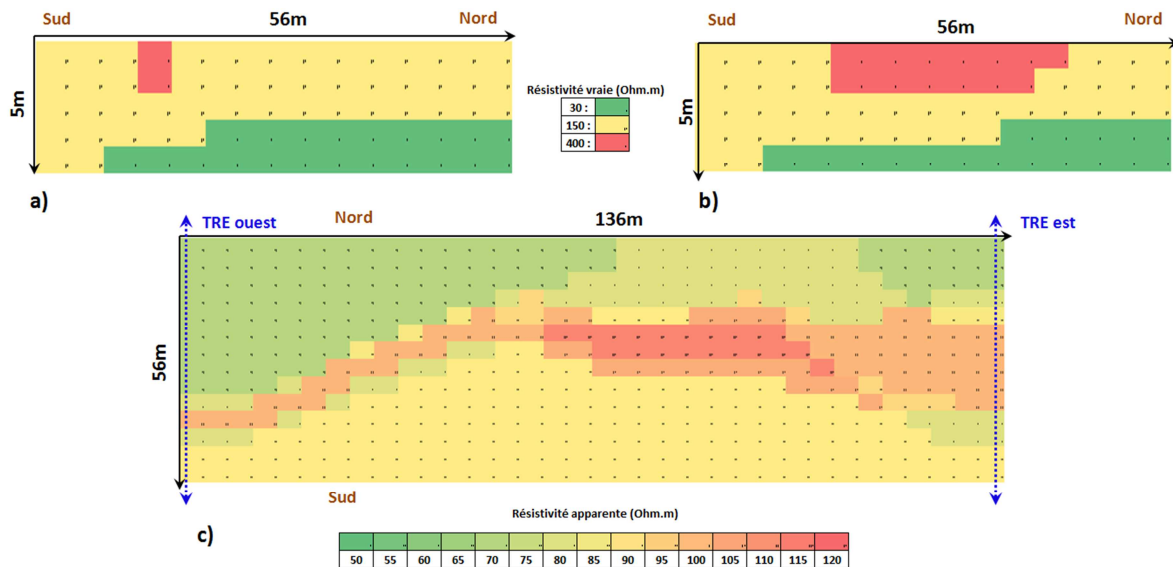 Sud
56m
Nord
5m
a)
Résistivité vraie (Ohm.m)
30 :
150 :
400 :
Sud
56m
Nord
5m
b)
TRE ouest
Nord
136m
TRE est
56m
Sud
c)
Résistivité apparente (Ohm.m)
50 55 60 65 70 75 80 85 90 95 100 105 110 115 120